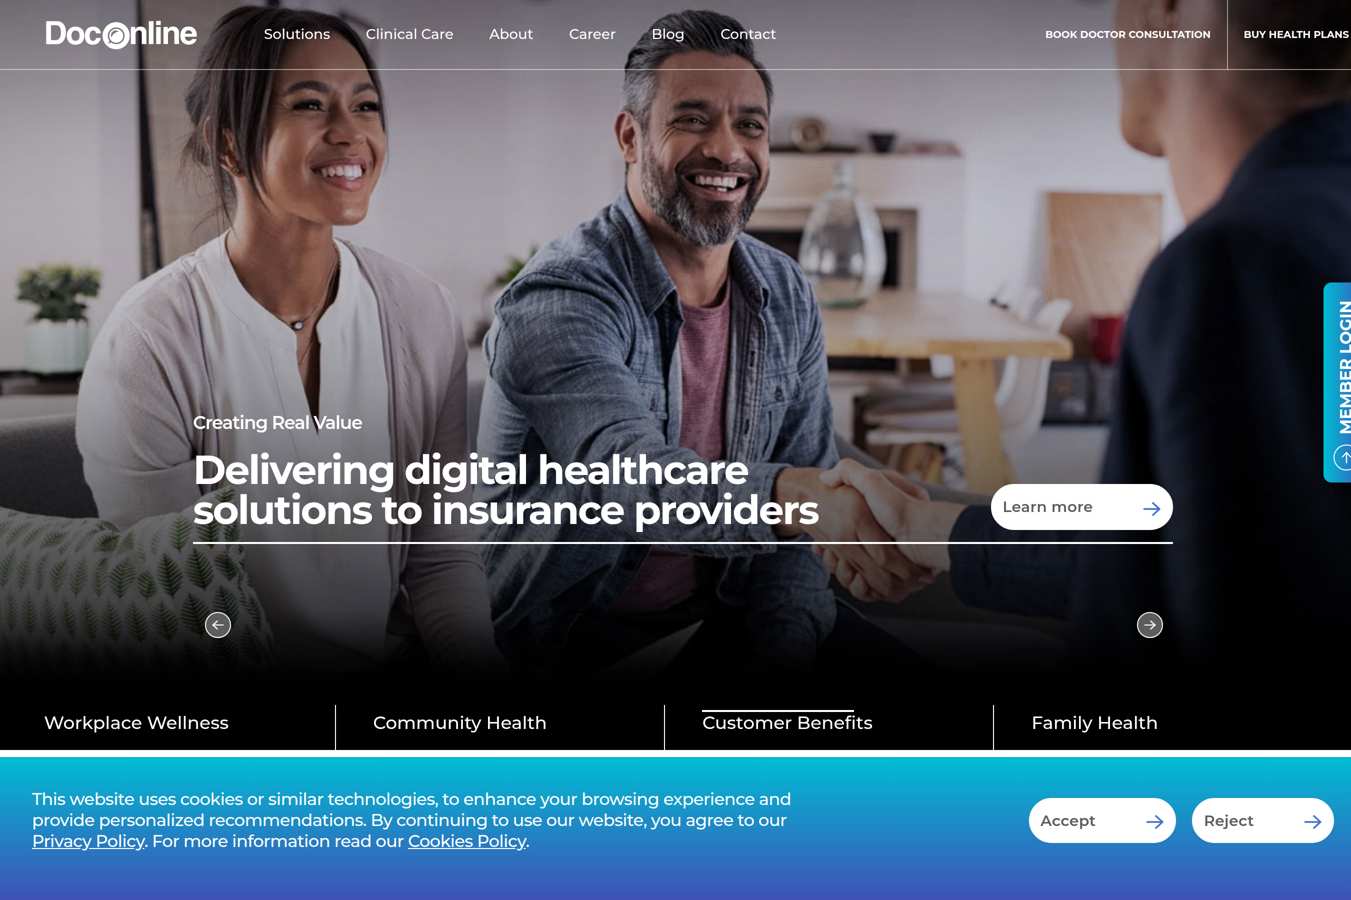 DocOnline
Solutions
Clinical Care
About
Career
Blog
Contact
BOOK DOCTOR CONSULTATION
BUY HEALTH PLANS
MEMBER LOGIN
Creating Real Value
Delivering digital healthcare
solutions to insurance providers
Learn more
Workplace Wellness
Community Health
Customer Benefits
Family Health
This website uses cookies or similar technologies, to enhance your browsing experience and
provide personalized recommendations. By continuing to use our website, you agree to our
Privacy Policy. For more information read our Cookies Policy.
Accept
Reject